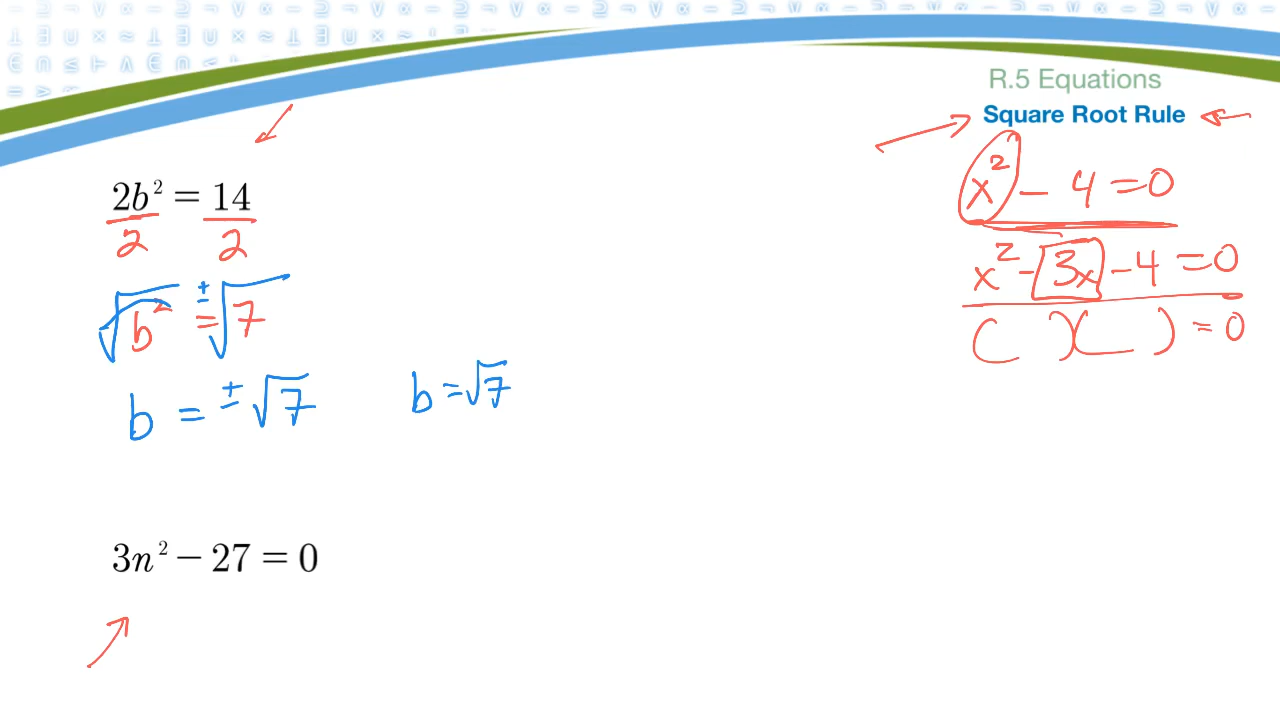 R.5 Equations
Square Root Rule
2b² = 14
2 2
√b² = ±√7
b = ±√7 b = √7
3n² − 27 = 0
x² − 4 = 0
x² − 3x − 4 = 0
( )( ) = 0